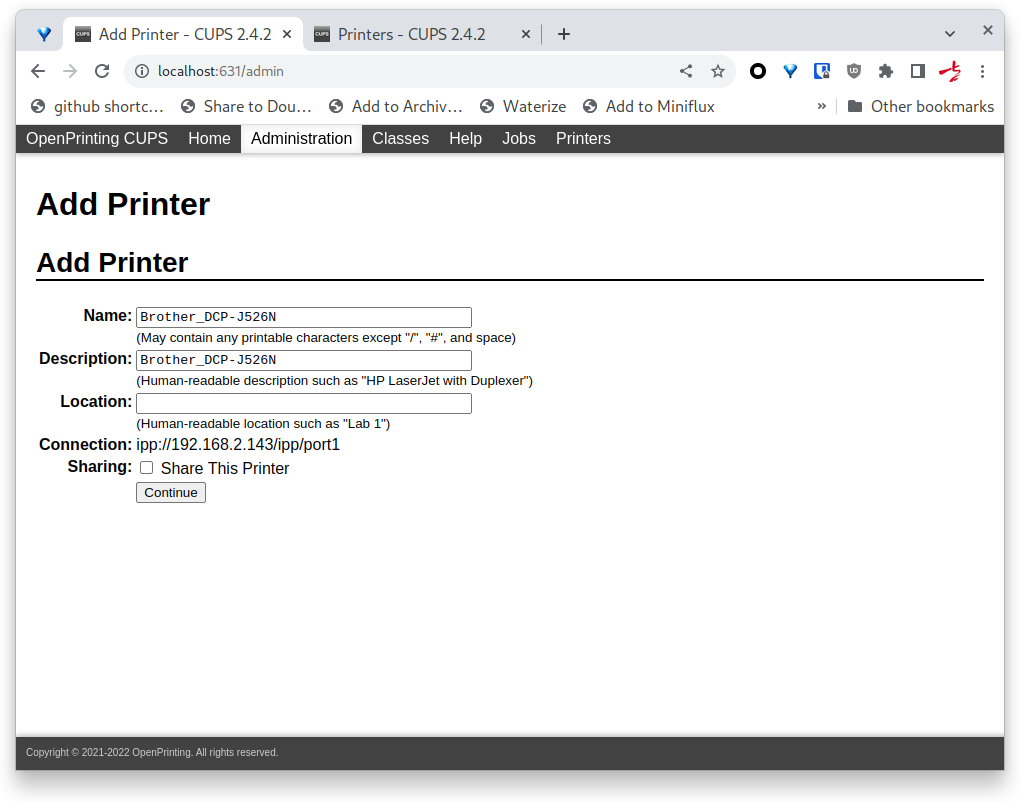 Add Printer - CUPS 2.4.2
Printers - CUPS 2.4.2
localhost:631/admin
github shortc… Share to Dou… Add to Archiv… Waterize Add to Miniflux » Other bookmarks
OpenPrinting CUPS Home Administration Classes Help Jobs Printers
Add Printer
Add Printer
Name: Brother_DCP-J526N
(May contain any printable characters except "/", "#", and space)
Description: Brother_DCP-J526N
(Human-readable description such as "HP LaserJet with Duplexer")
Location:
(Human-readable location such as "Lab 1")
Connection: ipp://192.168.2.143/ipp/port1
Sharing: Share This Printer
Continue
Copyright © 2021-2022 OpenPrinting. All rights reserved.